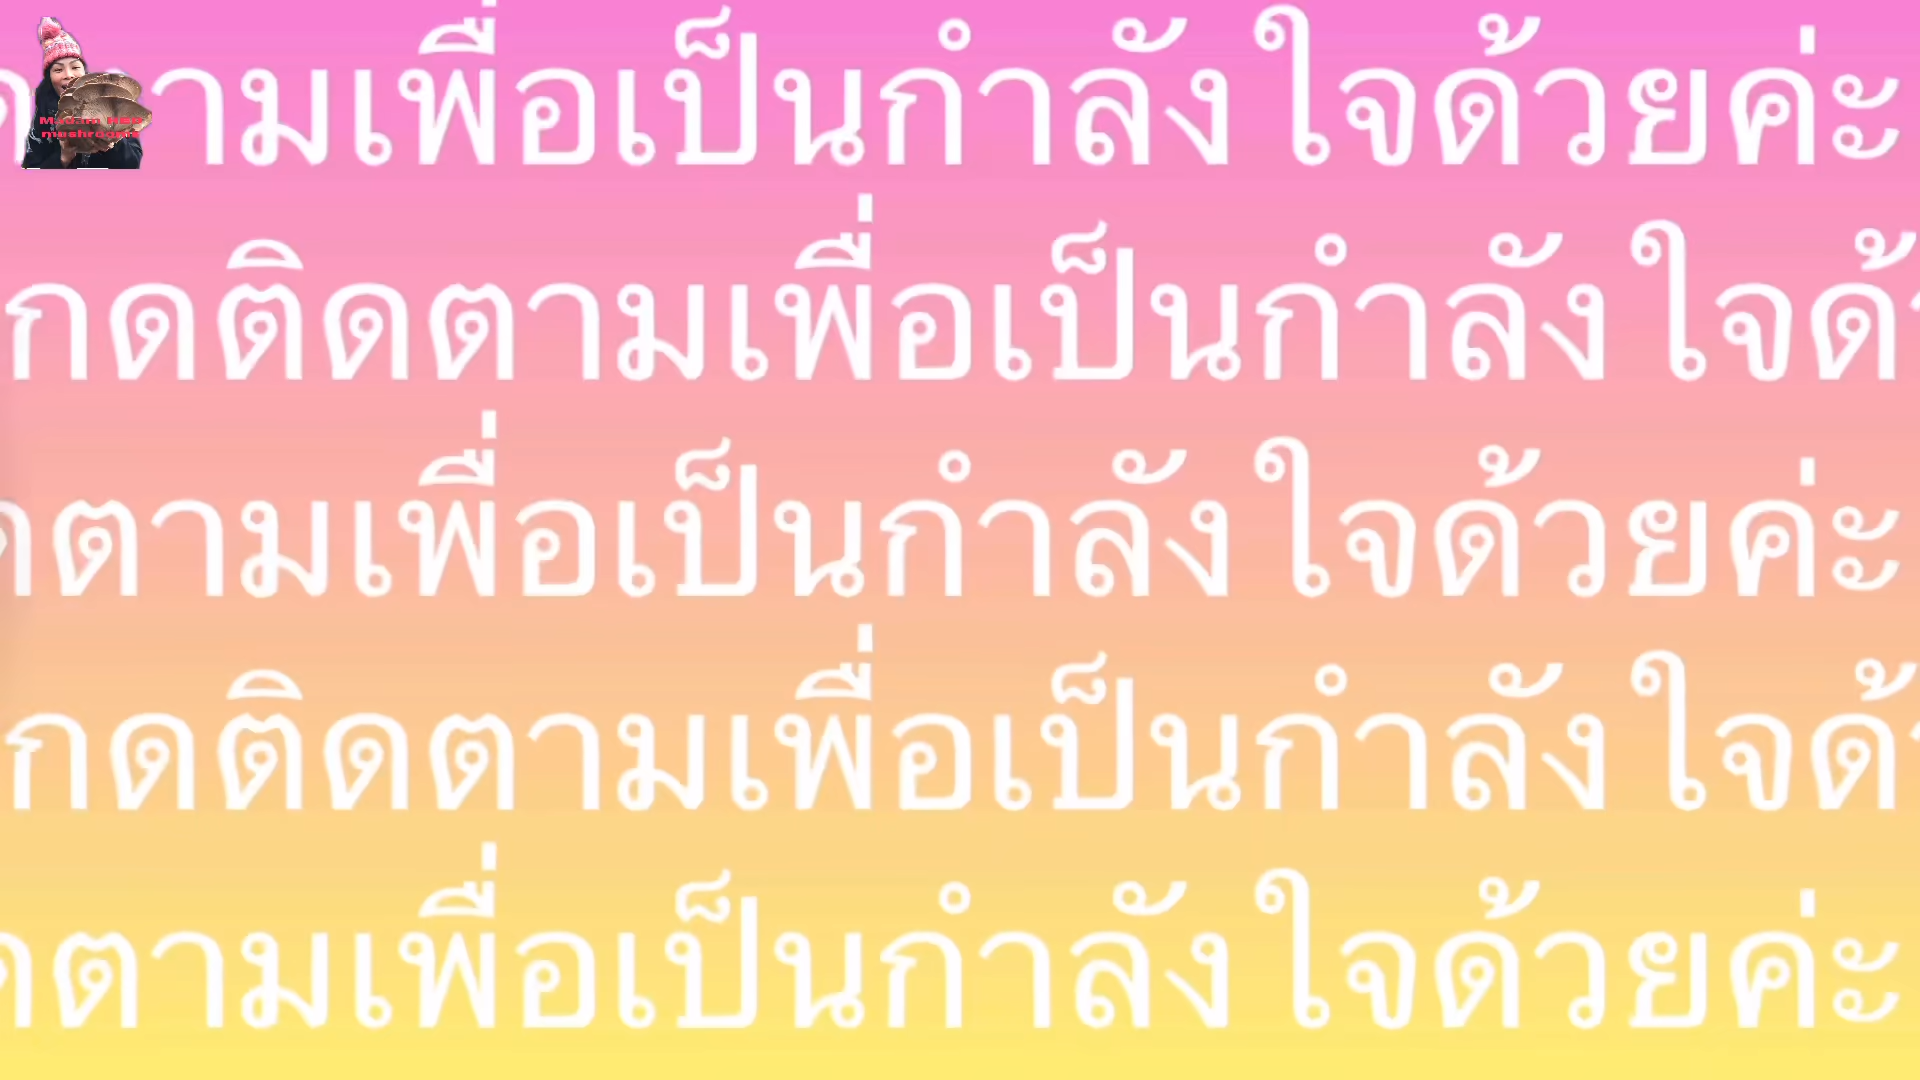 ตามเพื่อเป็นกำลังใจด้วยค่ะ
mushrooms
กดติดตามเพื่อเป็นกำลังใจด้
ดตามเพื่อเป็นกำลังใจด้วยค่ะ
กดติดตามเพื่อเป็นกำลังใจด้
ดตามเพื่อเป็นกำลังใจด้วยค่ะ